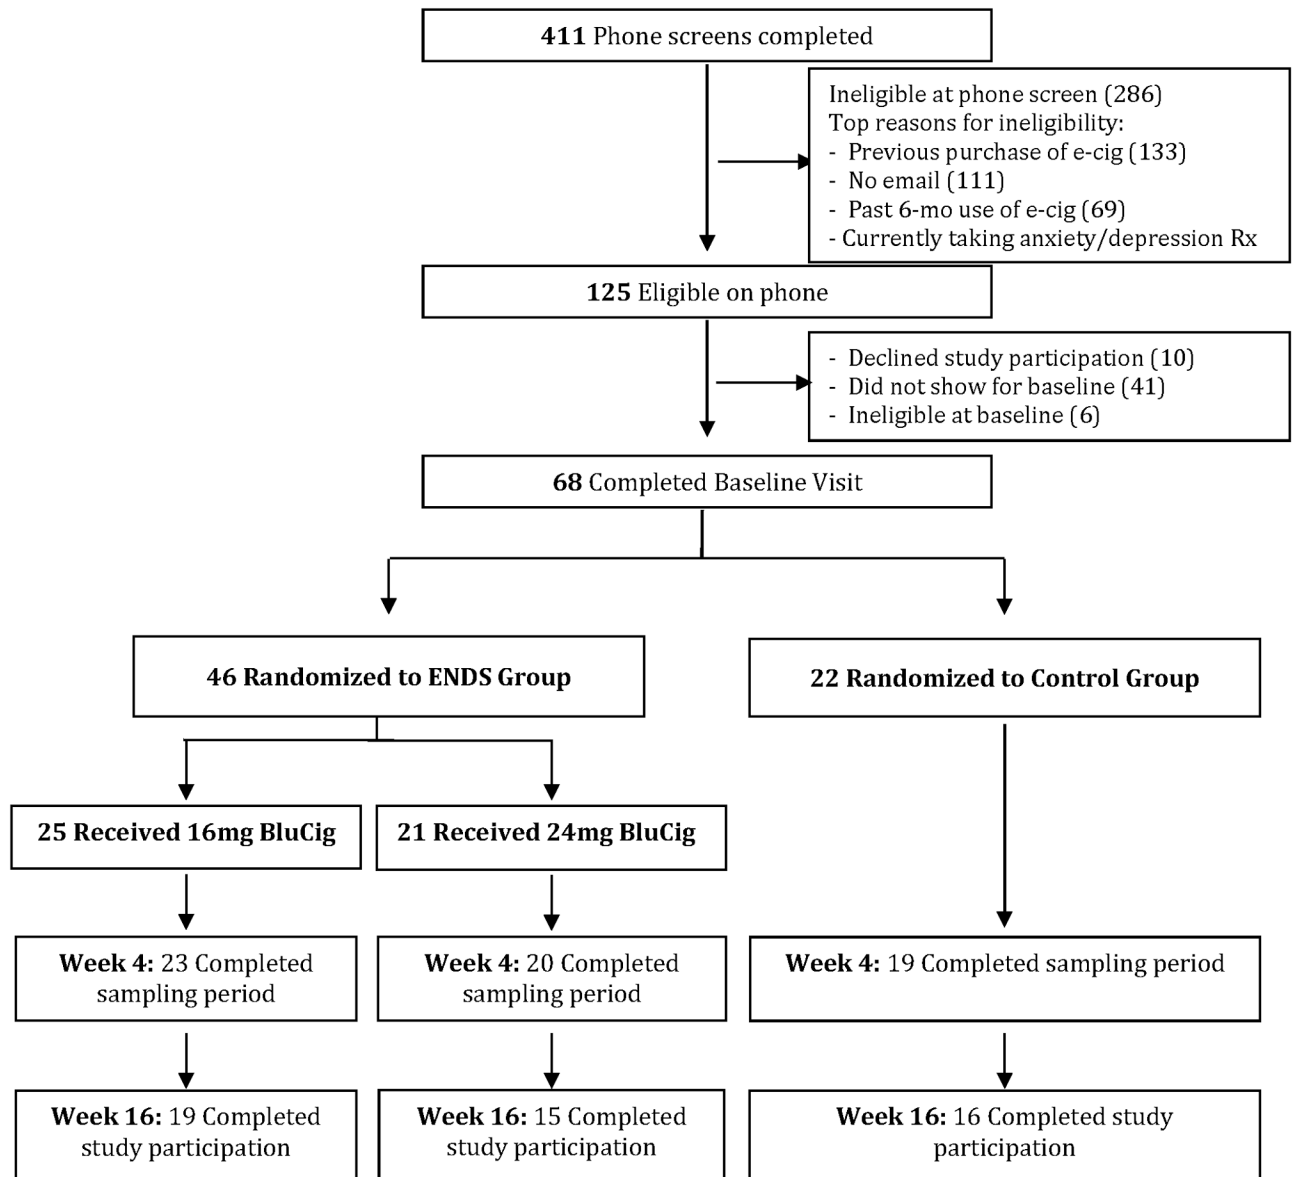 411 Phone screens completed
Ineligible at phone screen (286)
Top reasons for ineligibility:
- Previous purchase of e-cig (133)
- No email (111)
- Past 6-mo use of e-cig (69)
- Currently taking anxiety/depression Rx
125 Eligible on phone
- Declined study participation (10)
- Did not show for baseline (41)
- Ineligible at baseline (6)
68 Completed Baseline Visit
46 Randomized to ENDS Group
22 Randomized to Control Group
25 Received 16mg BluCig
21 Received 24mg BluCig
Week 4: 23 Completed
sampling period
Week 4: 20 Completed
sampling period
Week 4: 19 Completed sampling period
Week 16: 19 Completed
study participation
Week 16: 15 Completed
study participation
Week 16: 16 Completed study
participation